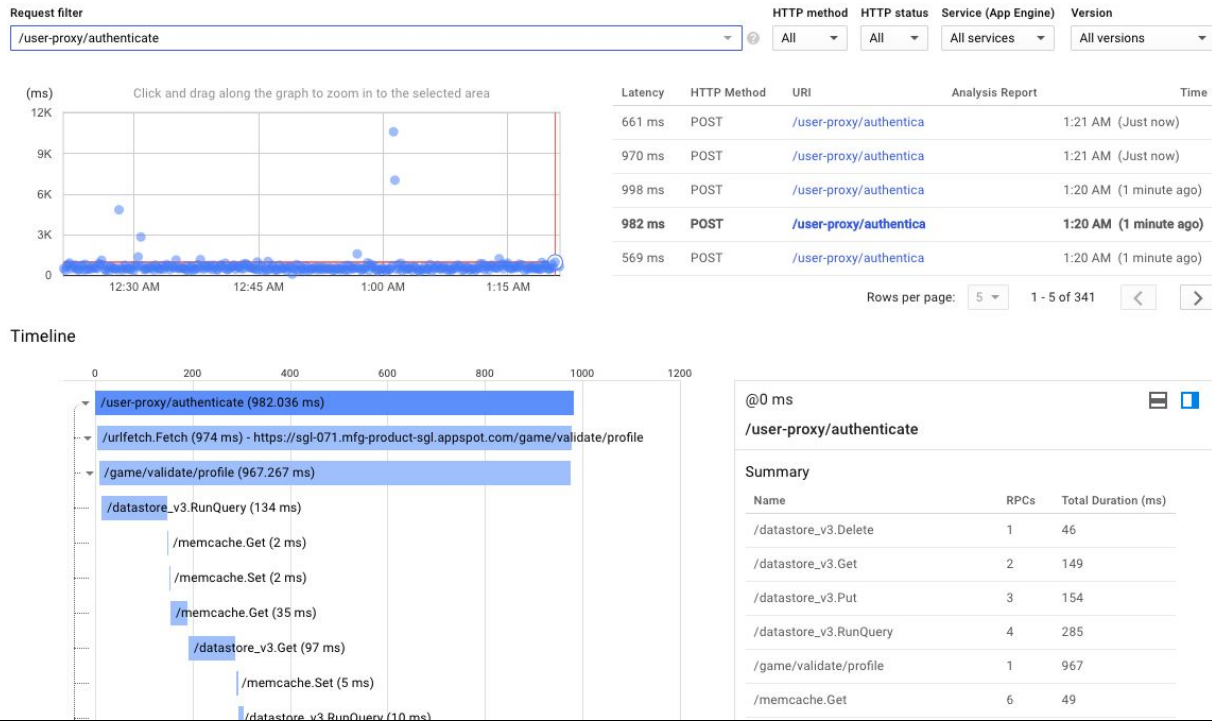 Request filter
HTTP method HTTP status Service (App Engine) Version
/user-proxy/authenticate
All All All services All versions
(ms) Click and drag along the graph to zoom in to the selected area
12K
9K
6K
3K
0
12:30 AM 12:45 AM 1:00 AM 1:15 AM
Latency HTTP Method URI Analysis Report Time
661 ms POST /user-proxy/authentica 1:21 AM (Just now)
970 ms POST /user-proxy/authentica 1:21 AM (Just now)
998 ms POST /user-proxy/authentica 1:20 AM (1 minute ago)
982 ms POST /user-proxy/authentica 1:20 AM (1 minute ago)
569 ms POST /user-proxy/authentica 1:20 AM (1 minute ago)
Rows per page: 5 1 - 5 of 341
Timeline
0 200 400 600 800 1000 1200
/user-proxy/authenticate (982.036 ms)
/urlfetch.Fetch (974 ms) - https://sgl-071.mfg-product-sgl.appspot.com/game/validate/profile
/game/validate/profile (967.267 ms)
/datastore_v3.RunQuery (134 ms)
/memcache.Get (2 ms)
/memcache.Set (2 ms)
/memcache.Get (35 ms)
/datastore_v3.Get (97 ms)
/memcache.Set (5 ms)
/datastore_v3.RunQuery (10 ms)
@0 ms
/user-proxy/authenticate
Summary
Name RPCs Total Duration (ms)
/datastore_v3.Delete 1 46
/datastore_v3.Get 2 149
/datastore_v3.Put 3 154
/datastore_v3.RunQuery 4 285
/game/validate/profile 1 967
/memcache.Get 6 49